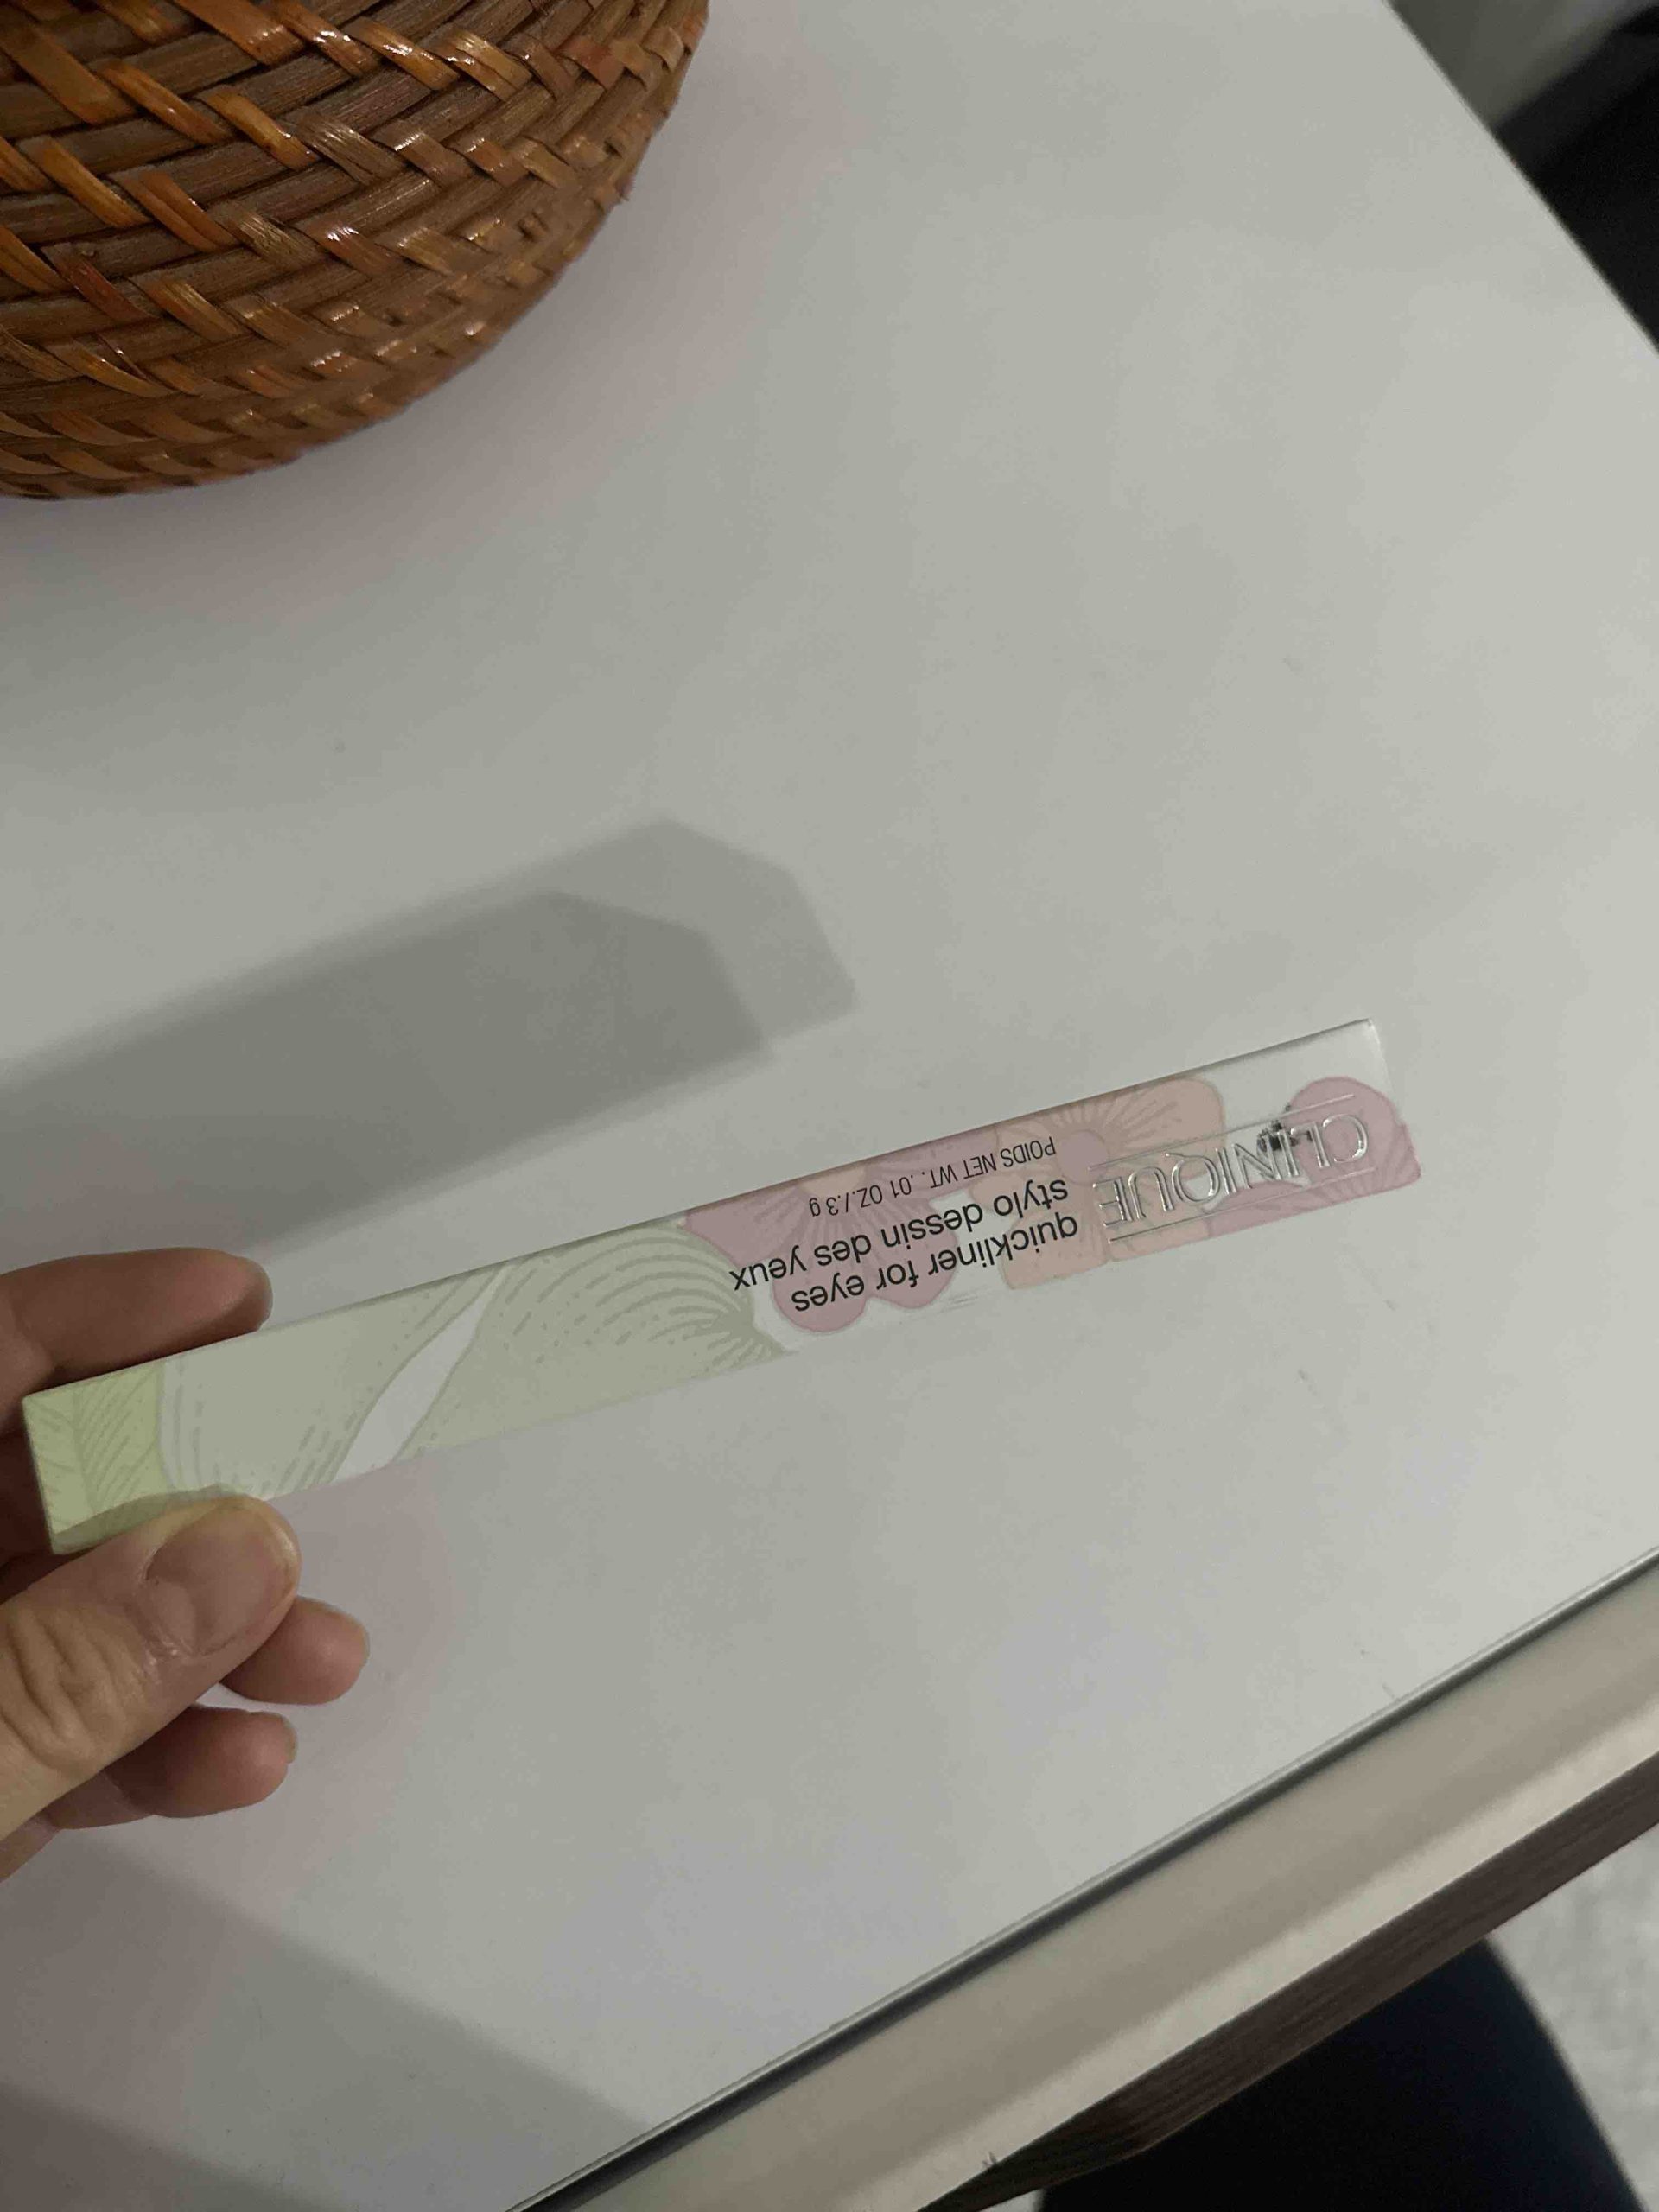 CLINIQUE
quickliner for eyes
stylo dessin des yeux
POIDS NET WT. .01 OZ./.3 g